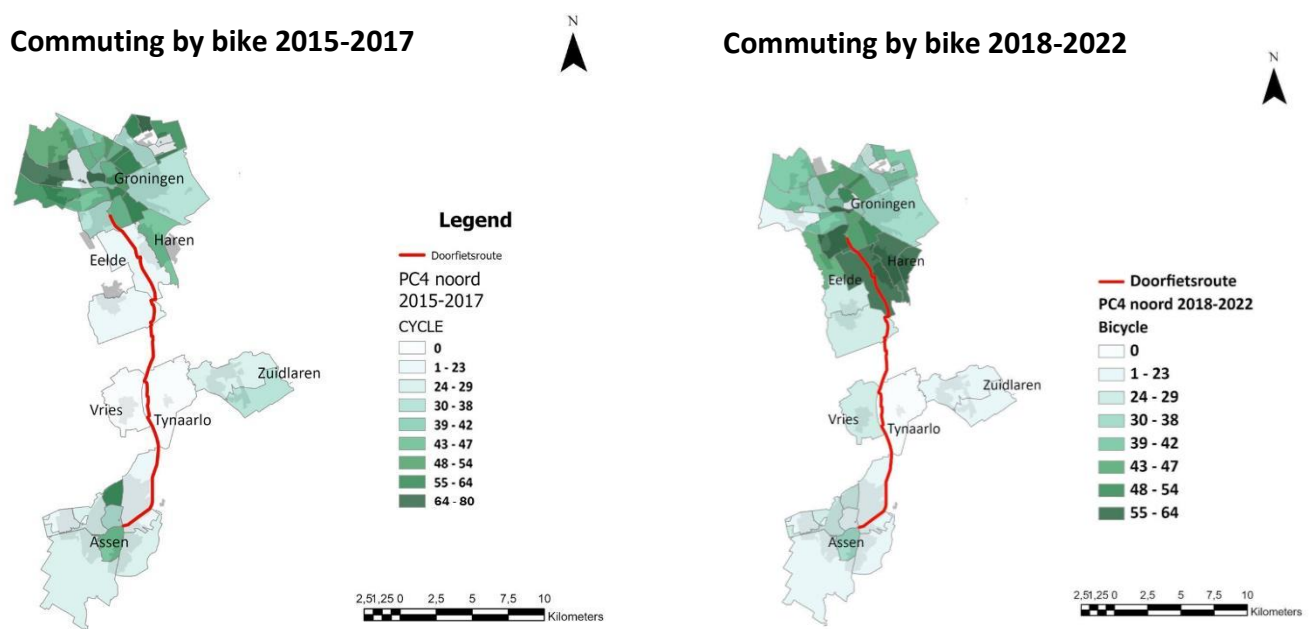 Commuting by bike 2015-2017
N
Groningen
Haren
Eelde
Zuidlaren
Vries
Tynaarlo
Assen
Legend
Doorfietsroute
PC4 noord
2015-2017
CYCLE
0
1 - 23
24 - 29
30 - 38
39 - 42
43 - 47
48 - 54
55 - 64
64 - 80
2,51,25 0 2,5 5 7,5 10
Kilometers
Commuting by bike 2018-2022
N
Groningen
Haren
Eelde
Zuidlaren
Vries
Tynaarlo
Assen
Doorfietsroute
PC4 noord 2018-2022
Bicycle
0
1 - 23
24 - 29
30 - 38
39 - 42
43 - 47
48 - 54
55 - 64
2,51,25 0 2,5 5 7,5 10
Kilometers